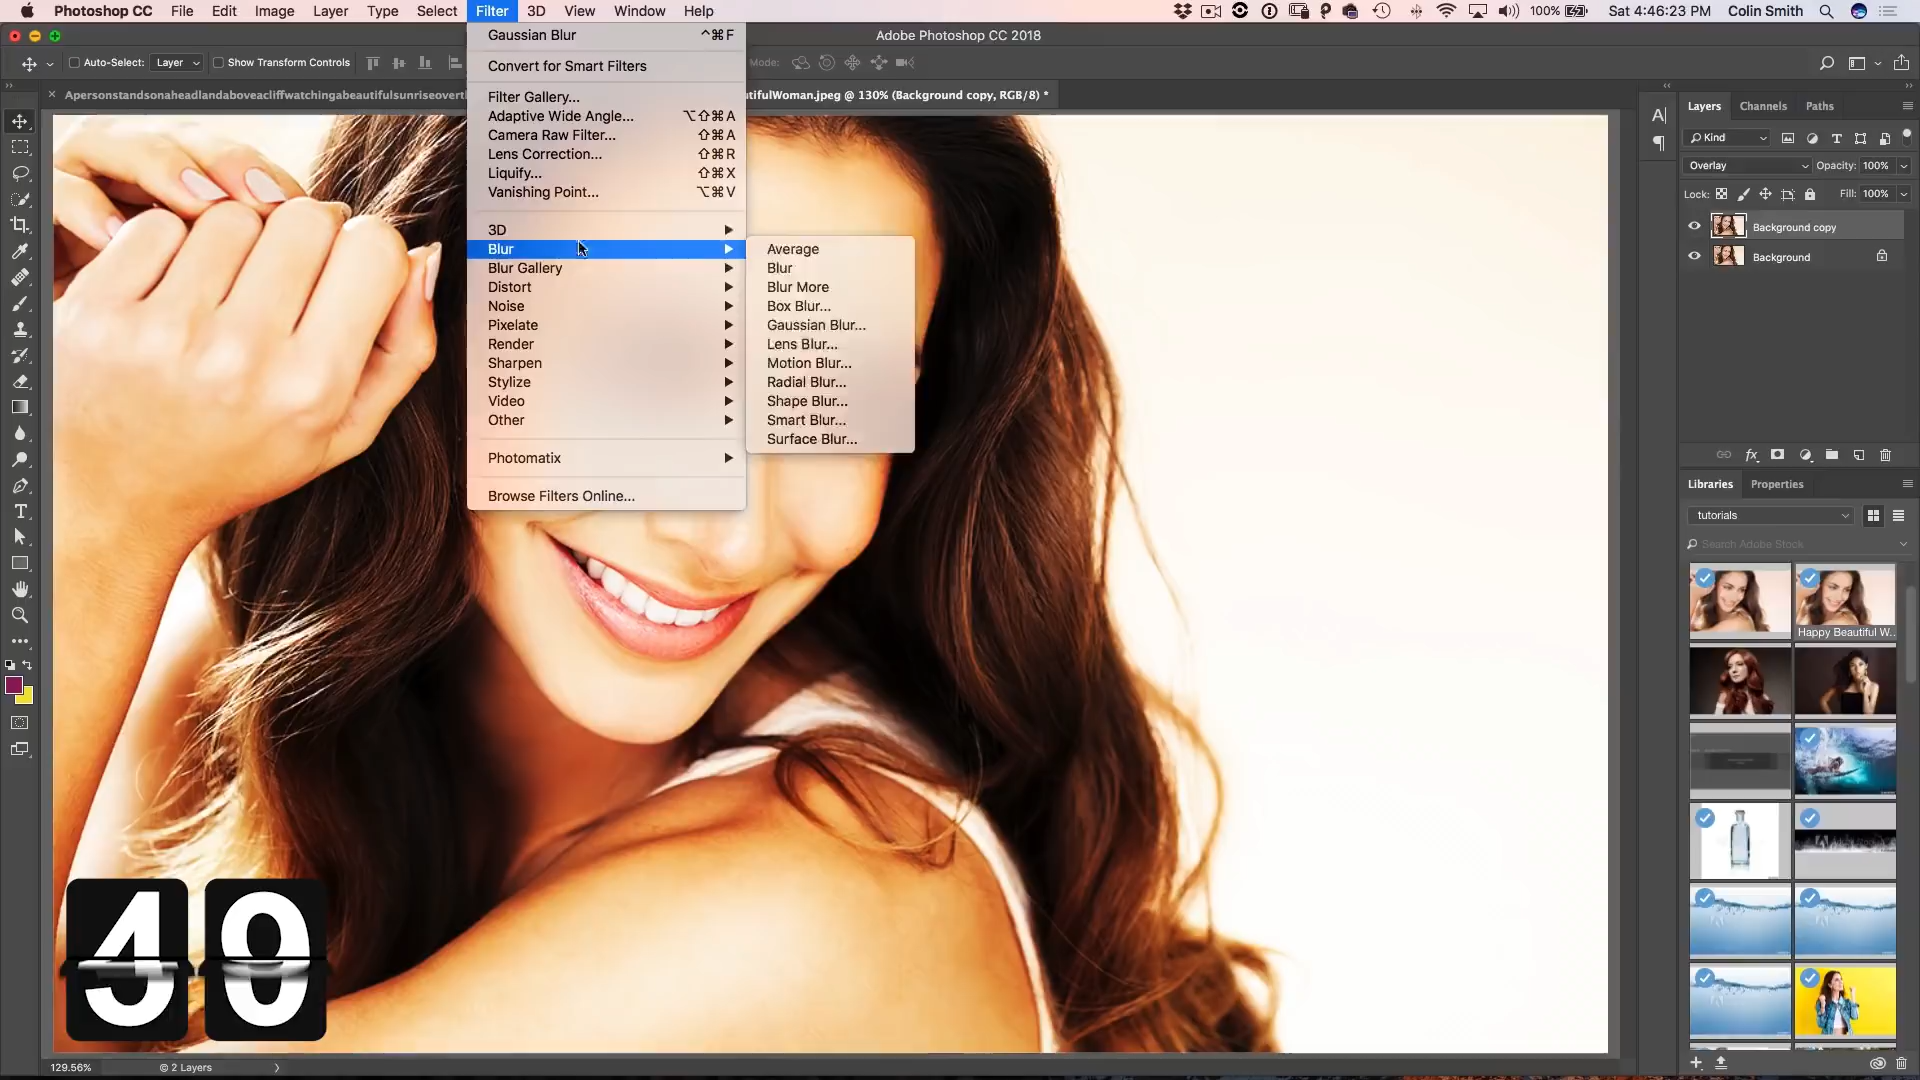 Photoshop CC File Edit Image Layer Type Select Filter 3D View Window Help 100% Sat 4:46:23 PM Colin Smith
Adobe Photoshop CC 2018
Auto-Select: Layer Show Transform Controls Mode:
Apersonstandsonaheadlandaboveacliffwatchingabeautifulsunriseovert
tifulWoman.jpeg @ 130% (Background copy, RGB/8) *
Gaussian Blur ^⌘F
Convert for Smart Filters
Filter Gallery...
Adaptive Wide Angle... ⌥⇧⌘A
Camera Raw Filter... ⇧⌘A
Lens Correction... ⇧⌘R
Liquify... ⇧⌘X
Vanishing Point... ⌥⌘V
3D
Blur
Blur Gallery
Distort
Noise
Pixelate
Render
Sharpen
Stylize
Video
Other
Photomatix
Browse Filters Online...
Average
Blur
Blur More
Box Blur...
Gaussian Blur...
Lens Blur...
Motion Blur...
Radial Blur...
Shape Blur...
Smart Blur...
Surface Blur...
Layers Channels Paths
Kind
Overlay Opacity: 100%
Lock: Fill: 100%
Background copy
Background
Libraries Properties
tutorials
Search Adobe Stock
Happy Beautiful W...
129.56% 2 Layers